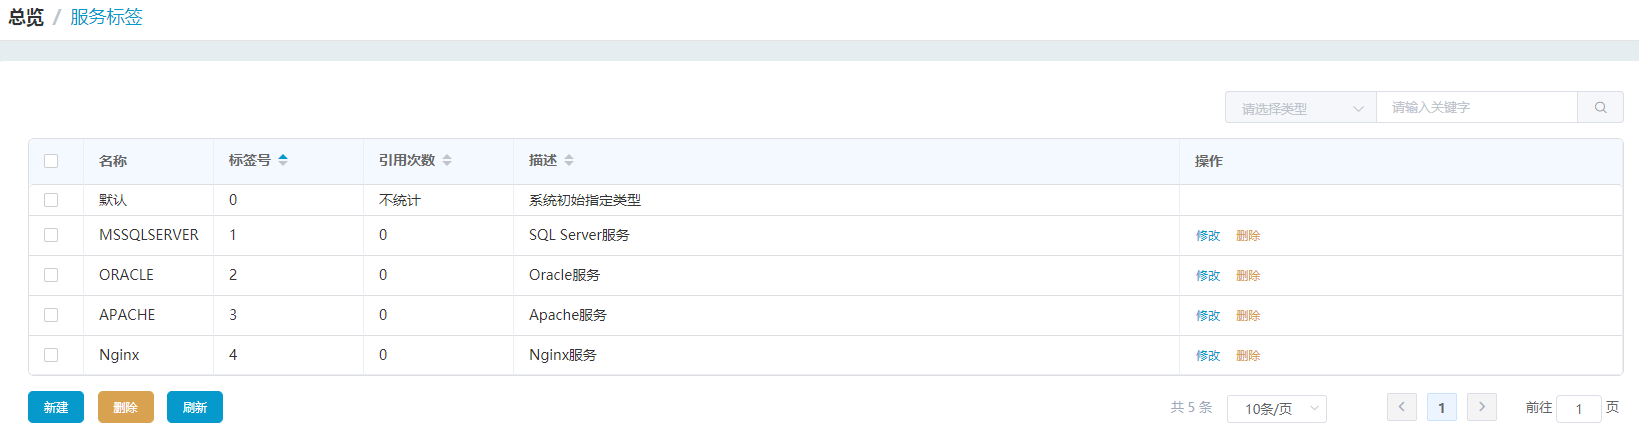 总览 / 服务标签
请选择类型 请输入关键字
名称 标签号 引用次数 描述 操作
默认 0 不统计 系统初始指定类型
MSSQLSERVER 1 0 SQL Server服务 修改 删除
ORACLE 2 0 Oracle服务 修改 删除
APACHE 3 0 Apache服务 修改 删除
Nginx 4 0 Nginx服务 修改 删除
新建 删除 刷新 共 5 条 10条/页 1 前往 1 页